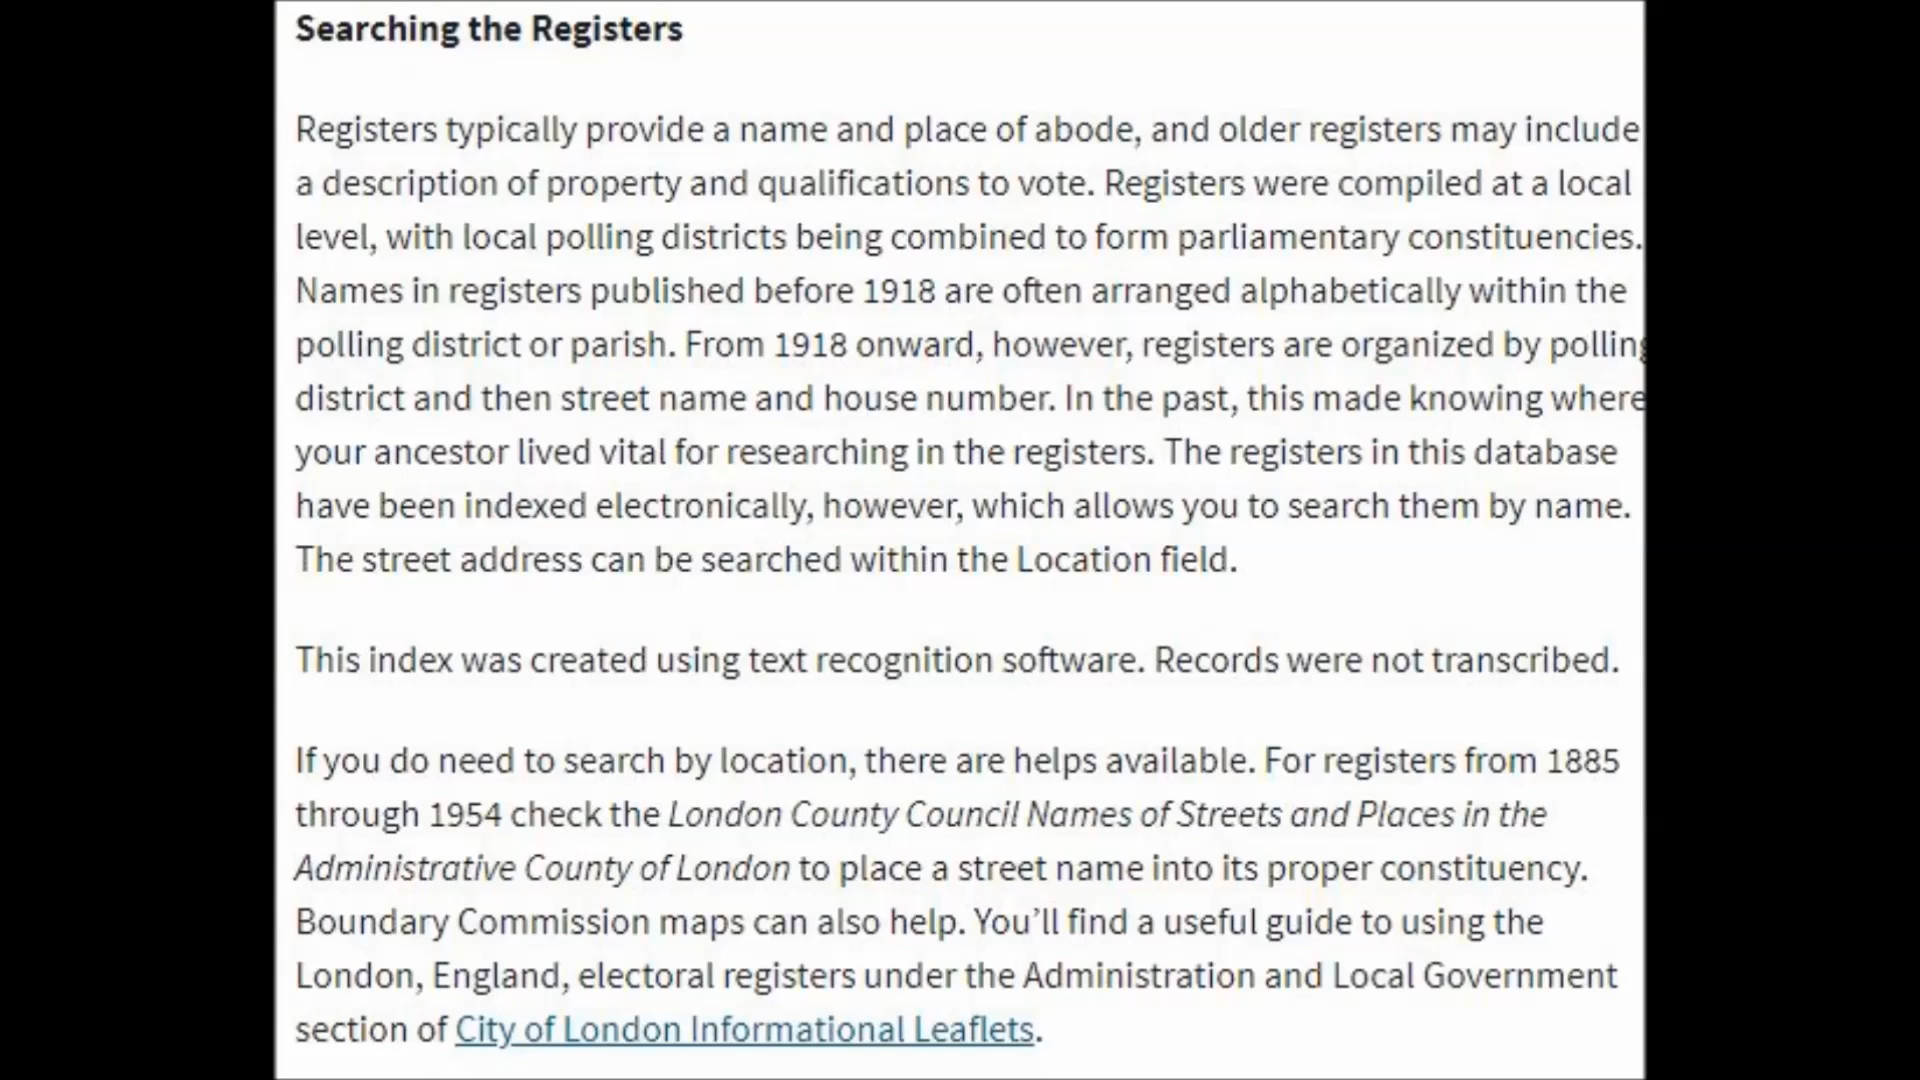 Searching the Registers
Registers typically provide a name and place of abode, and older registers may include
a description of property and qualifications to vote. Registers were compiled at a local
level, with local polling districts being combined to form parliamentary constituencies.
Names in registers published before 1918 are often arranged alphabetically within the
polling district or parish. From 1918 onward, however, registers are organized by polling
district and then street name and house number. In the past, this made knowing where
your ancestor lived vital for researching in the registers. The registers in this database
have been indexed electronically, however, which allows you to search them by name.
The street address can be searched within the Location field.
This index was created using text recognition software. Records were not transcribed.
If you do need to search by location, there are helps available. For registers from 1885
through 1954 check the London County Council Names of Streets and Places in the
Administrative County of London to place a street name into its proper constituency.
Boundary Commission maps can also help. You’ll find a useful guide to using the
London, England, electoral registers under the Administration and Local Government
section of City of London Informational Leaflets.